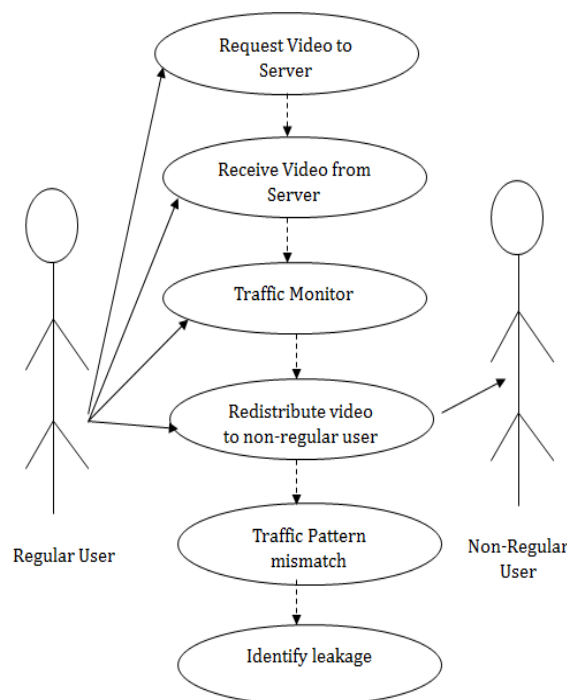 Request Video to
Server
Receive Video from
Server
Traffic Monitor
Redistribute video
to non-regular user
Regular User
Traffic Pattern
mismatch
Non-Regular
User
Identify leakage